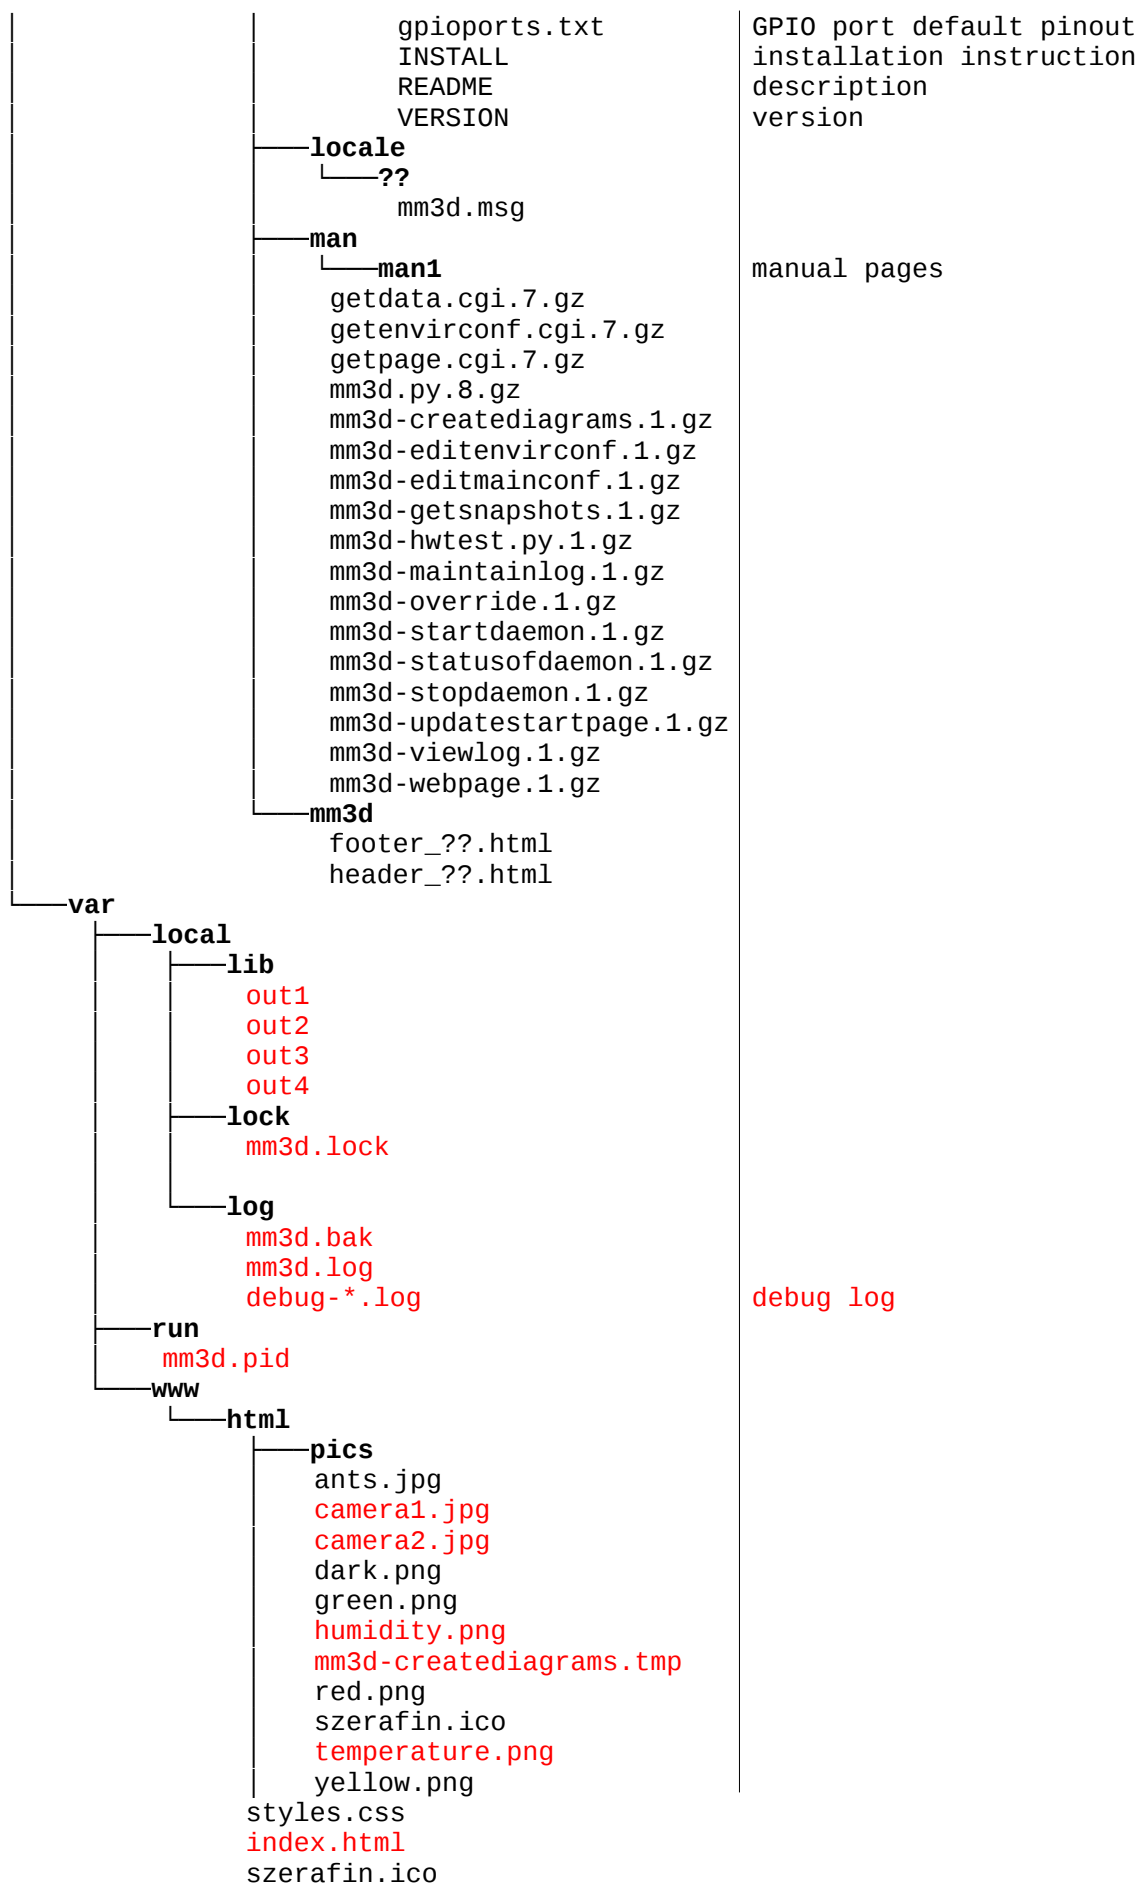 gpioports.txt GPIO port default pinout
INSTALL installation instruction
README description
VERSION version
locale
??
mm3d.msg
man
man1 manual pages
getdata.cgi.7.gz
getenvirconf.cgi.7.gz
getpage.cgi.7.gz
mm3d.py.8.gz
mm3d-creatediagrams.1.gz
mm3d-editenvirconf.1.gz
mm3d-editmainconf.1.gz
mm3d-getsnapshots.1.gz
mm3d-hwtest.py.1.gz
mm3d-maintainlog.1.gz
mm3d-override.1.gz
mm3d-startdaemon.1.gz
mm3d-statusofdaemon.1.gz
mm3d-stopdaemon.1.gz
mm3d-updatestartpage.1.gz
mm3d-viewlog.1.gz
mm3d-webpage.1.gz
mm3d
footer_??.html
header_??.html
var
local
lib
out1
out2
out3
out4
lock
mm3d.lock
log
mm3d.bak
mm3d.log
debug-*.log debug log
run
mm3d.pid
www
html
pics
ants.jpg
camera1.jpg
camera2.jpg
dark.png
green.png
humidity.png
mm3d-creatediagrams.tmp
red.png
szerafin.ico
temperature.png
yellow.png
styles.css
index.html
szerafin.ico